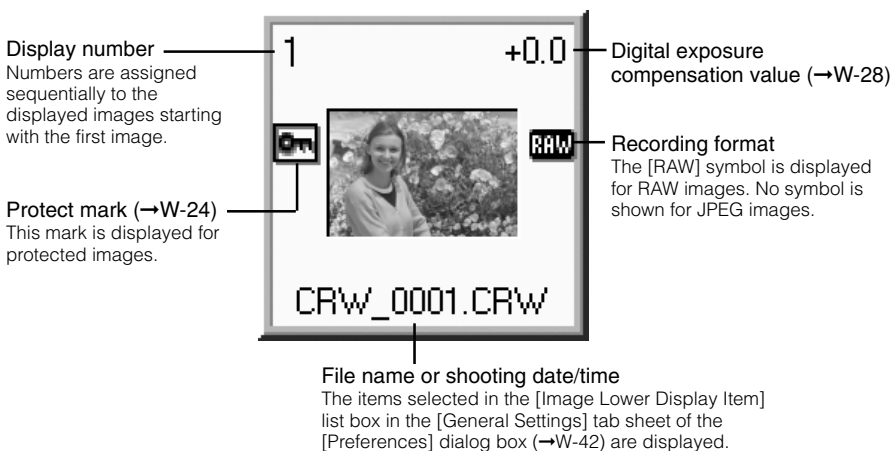 Display number
Numbers are assigned
sequentially to the
displayed images starting
with the first image.
Protect mark (→W-24)
This mark is displayed for
protected images.
1
+0.0
RAW
CRW_0001.CRW
Digital exposure
compensation value (→W-28)
Recording format
The [RAW] symbol is displayed
for RAW images. No symbol is
shown for JPEG images.
File name or shooting date/time
The items selected in the [Image Lower Display Item]
list box in the [General Settings] tab sheet of the
[Preferences] dialog box (→W-42) are displayed.